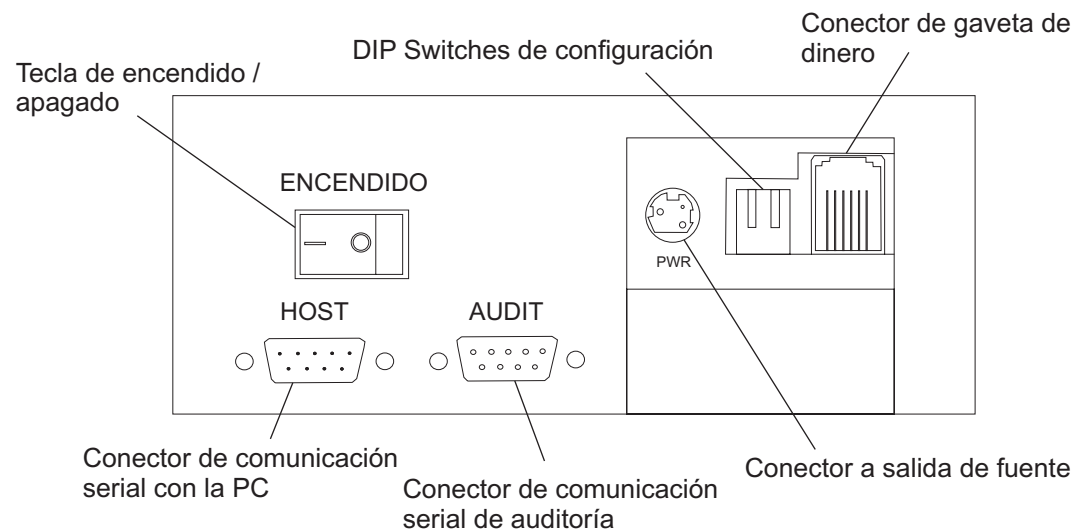 Conector de gaveta de
dinero
DIP Switches de configuración
Tecla de encendido /
apagado
ENCENDIDO
PWR
HOST
AUDIT
Conector de comunicación
serial con la PC
Conector de comunicación
serial de auditoría
Conector a salida de fuente